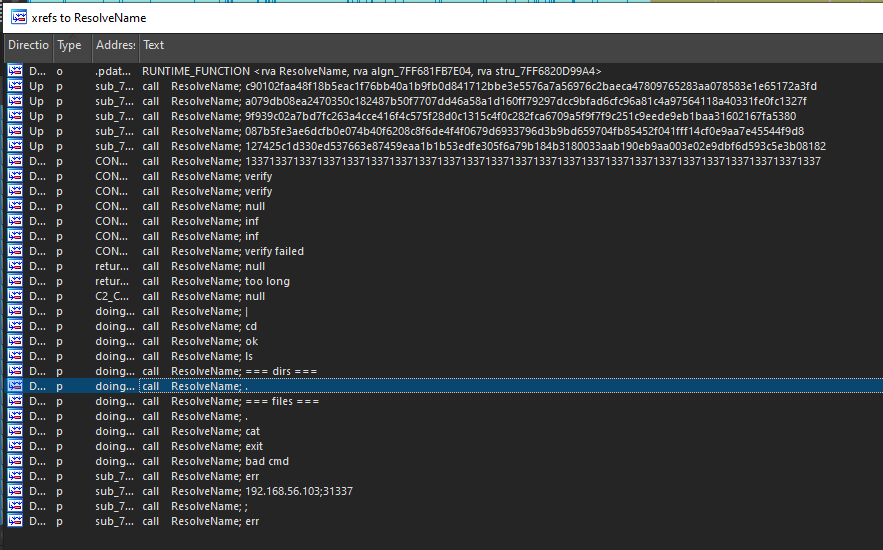 xrefs to ResolveName
Directio Type Address Text
D... o .pdat... RUNTIME_FUNCTION <rva ResolveName, rva algn_7FF681FB7E04, rva stru_7FF6820D99A4>
Up p sub_7... call ResolveName; c90102faa48f18b5eac1f76bb40a1b9fb0d841712bbe3e5576a7a56976c2baeca47809765283aa078583e1e65172a3fd
Up p sub_7... call ResolveName; a079db08ea2470350c182487b50f7707dd46a58a1d160ff79297dcc9bfad6cfc96a81c4a97564118a40331fe0fc1327f
Up p sub_7... call ResolveName; 9f939c02a7bd7fc263a4cce416f4c575f28d0c1315c4f0c282fca6709a5f9f7f9c251c9eede9eb1baa31602167fa5380
Up p sub_7... call ResolveName; 087b5fe3ae6dcfb0e074b40f6208c8f6de4f4f0679d6933796d3b9bd659704fb85452f041fff14cf0e9aa7e45544f9d8
Up p sub_7... call ResolveName; 127425c1d330ed537663e87459eaa1b1b53edfe305f6a79b184b3180033aab190eb9aa003e02e9dbf6d593c5e3b08182
D... p CON... call ResolveName; 133713371337133713371337133713371337133713371337133713371337133713371337133713371337133713371337
D... p CON... call ResolveName; verify
D... p CON... call ResolveName; verify
D... p CON... call ResolveName; null
D... p CON... call ResolveName; inf
D... p CON... call ResolveName; inf
D... p CON... call ResolveName; verify failed
D... p retur... call ResolveName; null
D... p retur... call ResolveName; too long
D... p C2_C... call ResolveName; null
D... p doing... call ResolveName; |
D... p doing... call ResolveName; cd
D... p doing... call ResolveName; ok
D... p doing... call ResolveName; ls
D... p doing... call ResolveName; === dirs ===
D... p doing... call ResolveName; .
D... p doing... call ResolveName; === files ===
D... p doing... call ResolveName; .
D... p doing... call ResolveName; cat
D... p doing... call ResolveName; exit
D... p doing... call ResolveName; bad cmd
D... p sub_7... call ResolveName; err
D... p sub_7... call ResolveName; 192.168.56.103;31337
D... p sub_7... call ResolveName; ;
D... p sub_7... call ResolveName; err